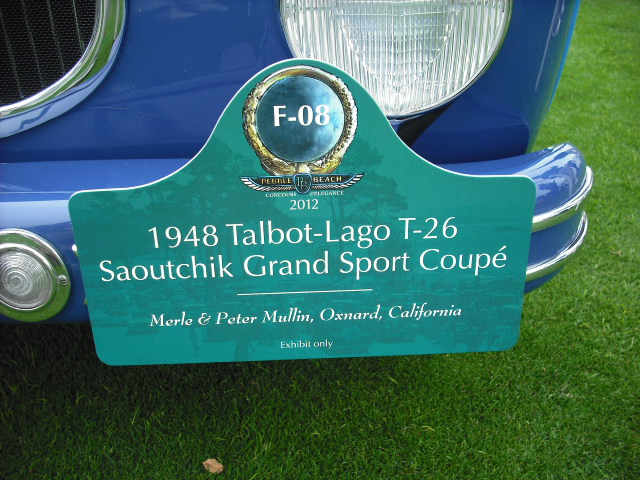 F-08
PEBBLE PB BEACH
CONCOURS D'ELEGANCE
2012
1948 Talbot-Lago T-26
Saoutchik Grand Sport Coupé
Merle & Peter Mullin, Oxnard, California
Exhibit only